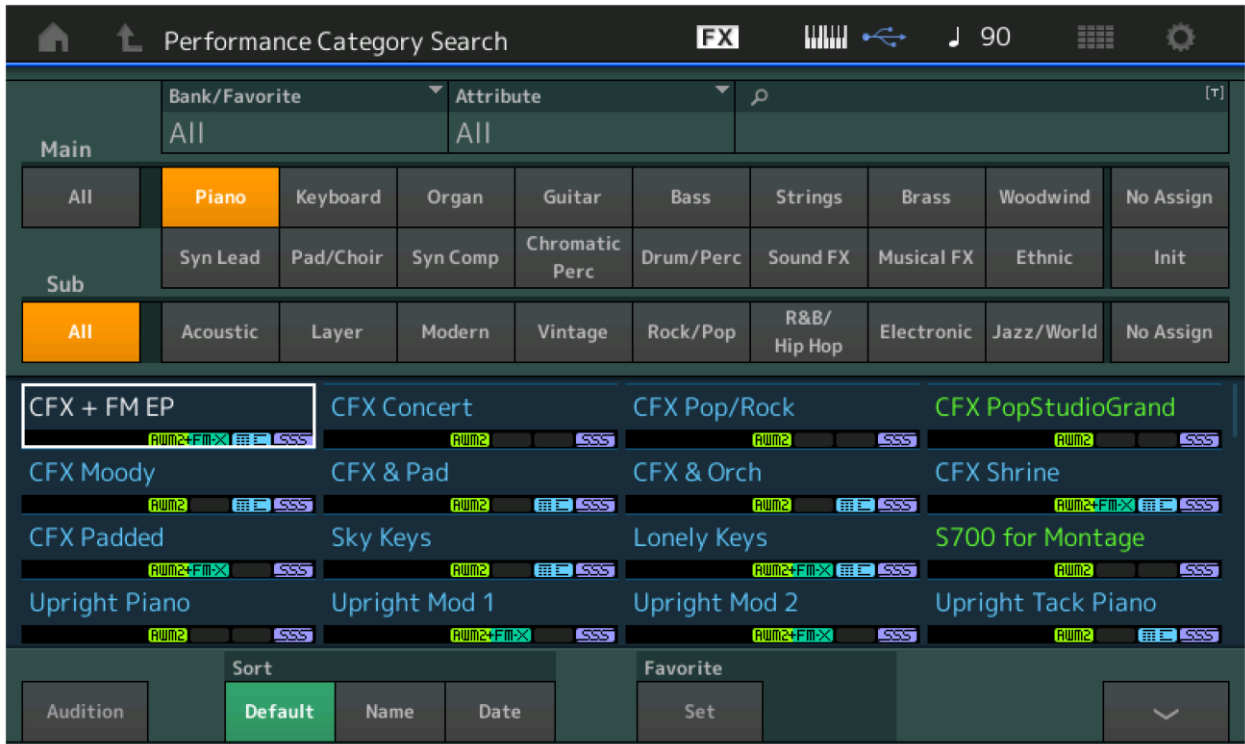 Performance Category Search FX 90
Bank/Favorite Attribute [T]
All All
Main
All Piano Keyboard Organ Guitar Bass Strings Brass Woodwind No Assign
Syn Lead Pad/Choir Syn Comp Chromatic Perc Drum/Perc Sound FX Musical FX Ethnic Init
Sub
All Acoustic Layer Modern Vintage Rock/Pop R&B/ Hip Hop Electronic Jazz/World No Assign
CFX + FM EP CFX Concert CFX Pop/Rock CFX PopStudioGrand
AWM2+FM-X SSS AWM2 SSS AWM2 SSS AWM2 SSS
CFX Moody CFX & Pad CFX & Orch CFX Shrine
AWM2 SSS AWM2 SSS AWM2 SSS AWM2+FM-X SSS
CFX Padded Sky Keys Lonely Keys S700 for Montage
AWM2+FM-X SSS AWM2 SSS AWM2+FM-X SSS AWM2 SSS
Upright Piano Upright Mod 1 Upright Mod 2 Upright Tack Piano
AWM2 SSS AWM2+FM-X SSS AWM2+FM-X SSS AWM2 SSS
Sort Favorite
Audition Default Name Date Set